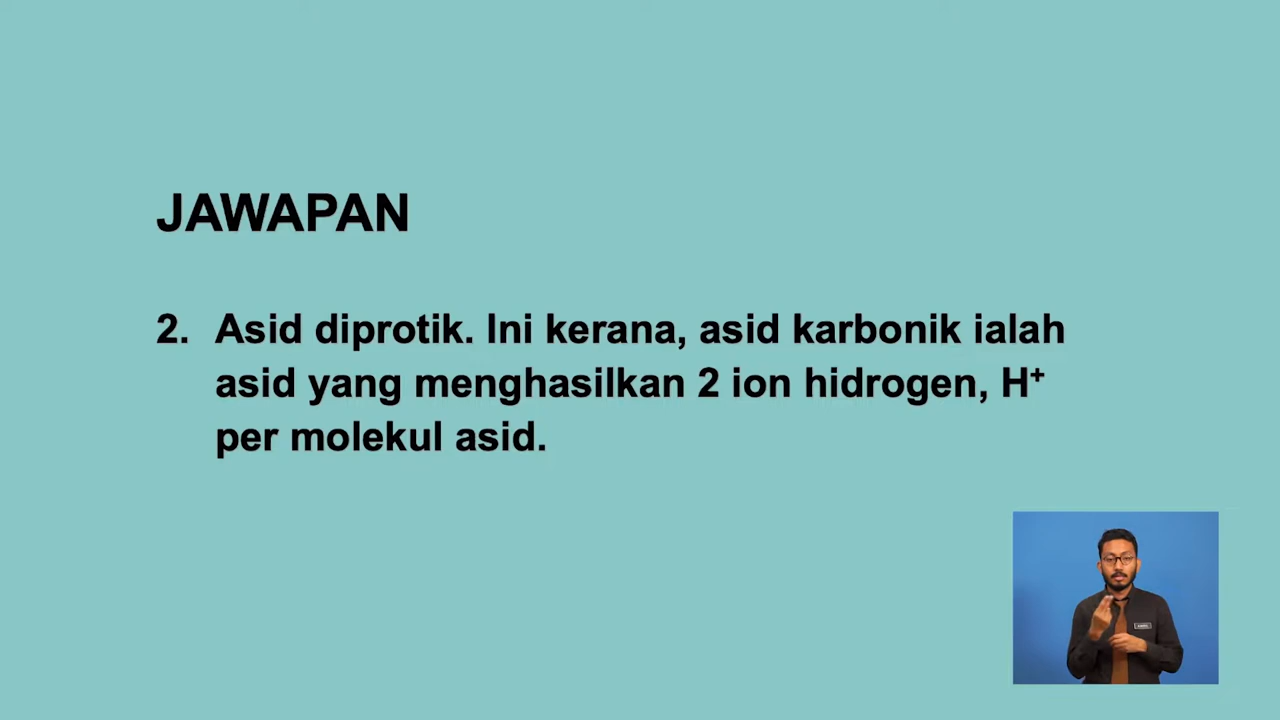 JAWAPAN
2. Asid diprotik. Ini kerana, asid karbonik ialah
asid yang menghasilkan 2 ion hidrogen, H⁺
per molekul asid.